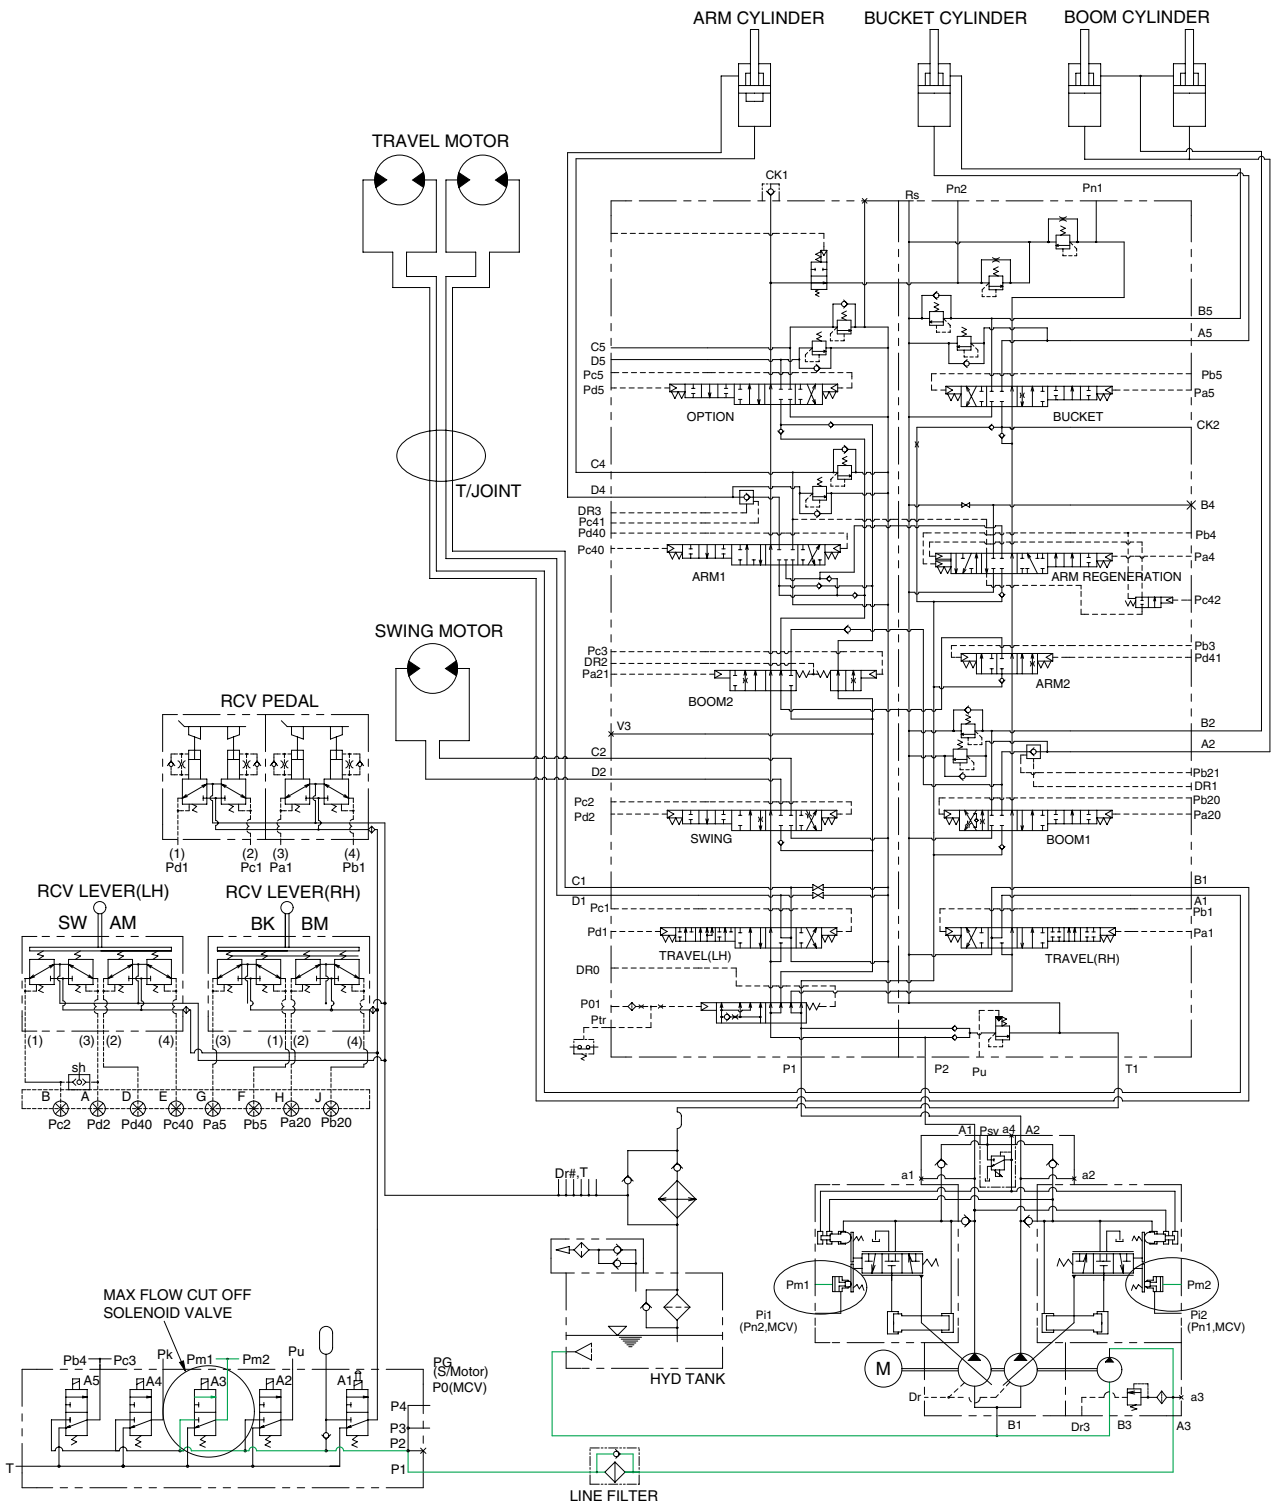 ARM CYLINDER
BUCKET CYLINDER
BOOM CYLINDER
TRAVEL MOTOR
CK1
Rs
Pn2
Pn1
B5
A5
C5
D5
Pc5
Pd5
Pb5
Pa5
OPTION
BUCKET
CK2
T/JOINT
C4
D4
DR3
Pc41
Pd40
Pc40
B4
Pb4
Pa4
ARM1
ARM REGENERATION
Pc42
SWING MOTOR
Pc3
DR2
Pa21
Pb3
Pd41
BOOM2
ARM2
RCV PEDAL
V3
B2
C2
A2
D2
Pb21
DR1
Pc2
Pd2
Pb20
Pa20
SWING
BOOM1
(1)
(2)
(3)
(4)
Pd1
Pc1
Pa1
Pb1
RCV LEVER(LH)
RCV LEVER(RH)
SW
AM
BK
BM
C1
D1
Pc1
Pd1
B1
A1
Pb1
Pa1
TRAVEL(LH)
TRAVEL(RH)
DR0
P01
Ptr
(1)
(3)
(2)
(4)
(3)
(1)
(2)
(4)
sh
P1
P2
Pu
T1
B
A
D
E
G
F
H
J
Pc2
Pd2
Pd40
Pc40
Pa5
Pb5
Pa20
Pb20
A1
Psv
a4
A2
Dr#,T
a1
a2
Pm1
Pm2
Pi1
(Pn2,MCV)
Pi2
(Pn1,MCV)
MAX FLOW CUT OFF
SOLENOID VALVE
M
HYD TANK
Pb4
Pc3
Pk
Pm1
Pm2
Pu
PG
(S/Motor)
P0(MCV)
A5
A4
A3
A2
A1
P4
P3
P2
P1
T
Dr
B1
Dr3
B3
A3
a3
LINE FILTER